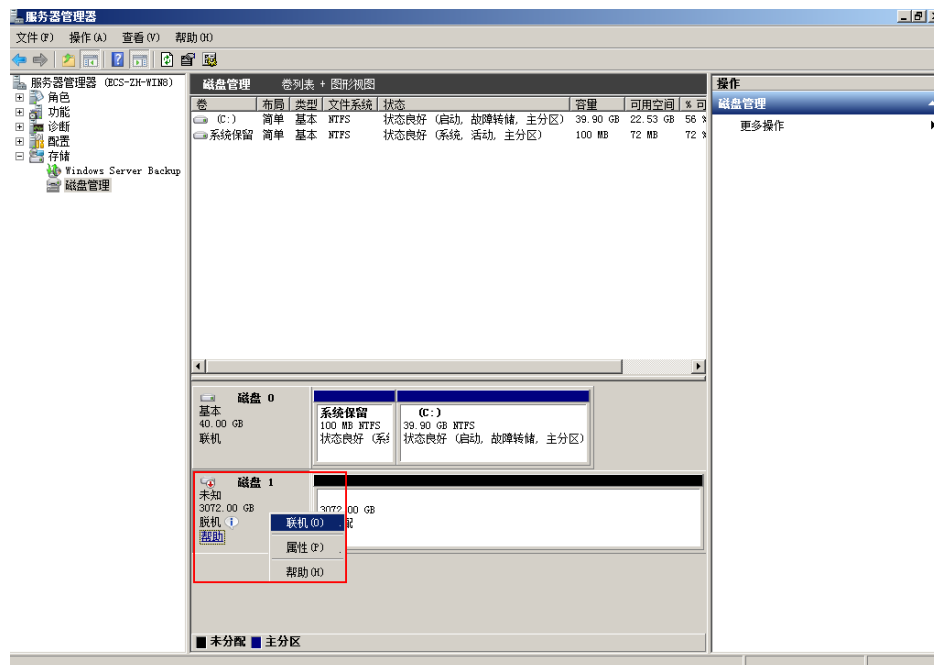 服务器管理器
文件(F) 操作(A) 查看(V) 帮助(H)
服务器管理器 (ECS-ZH-WIN8)
角色
功能
诊断
配置
存储
Windows Server Backup
磁盘管理
磁盘管理 卷列表 + 图形视图
卷 布局 类型 文件系统 状态 容量 可用空间 % 可
(C:) 简单 基本 NTFS 状态良好 (启动, 故障转储, 主分区) 39.90 GB 22.53 GB 56 %
系统保留 简单 基本 NTFS 状态良好 (系统, 活动, 主分区) 100 MB 72 MB 72 %
磁盘 0
基本
40.00 GB
联机
系统保留
100 MB NTFS
状态良好 (系统
(C:)
39.90 GB NTFS
状态良好 (启动, 故障转储, 主分区)
磁盘 1
未知
3072.00 GB
脱机
帮助
3072.00 GB
联机(O)
属性(P)
帮助(H)
未分配 主分区
操作
磁盘管理
更多操作